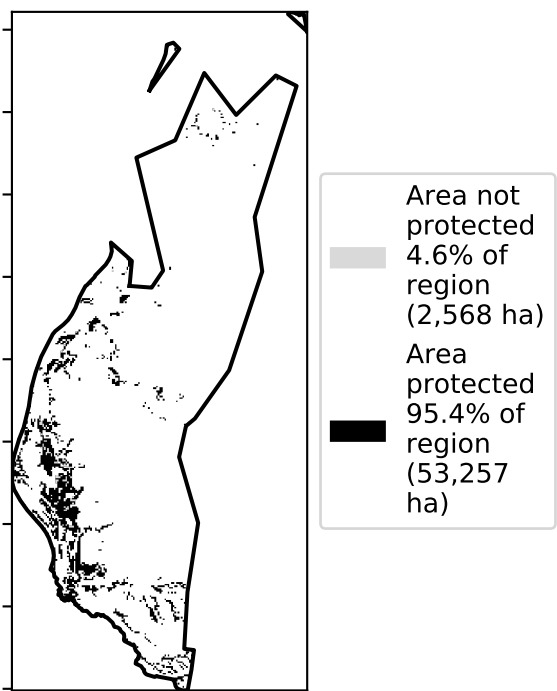 Area not
protected
4.6% of
region
(2,568 ha)
Area
protected
95.4% of
region
(53,257
ha)